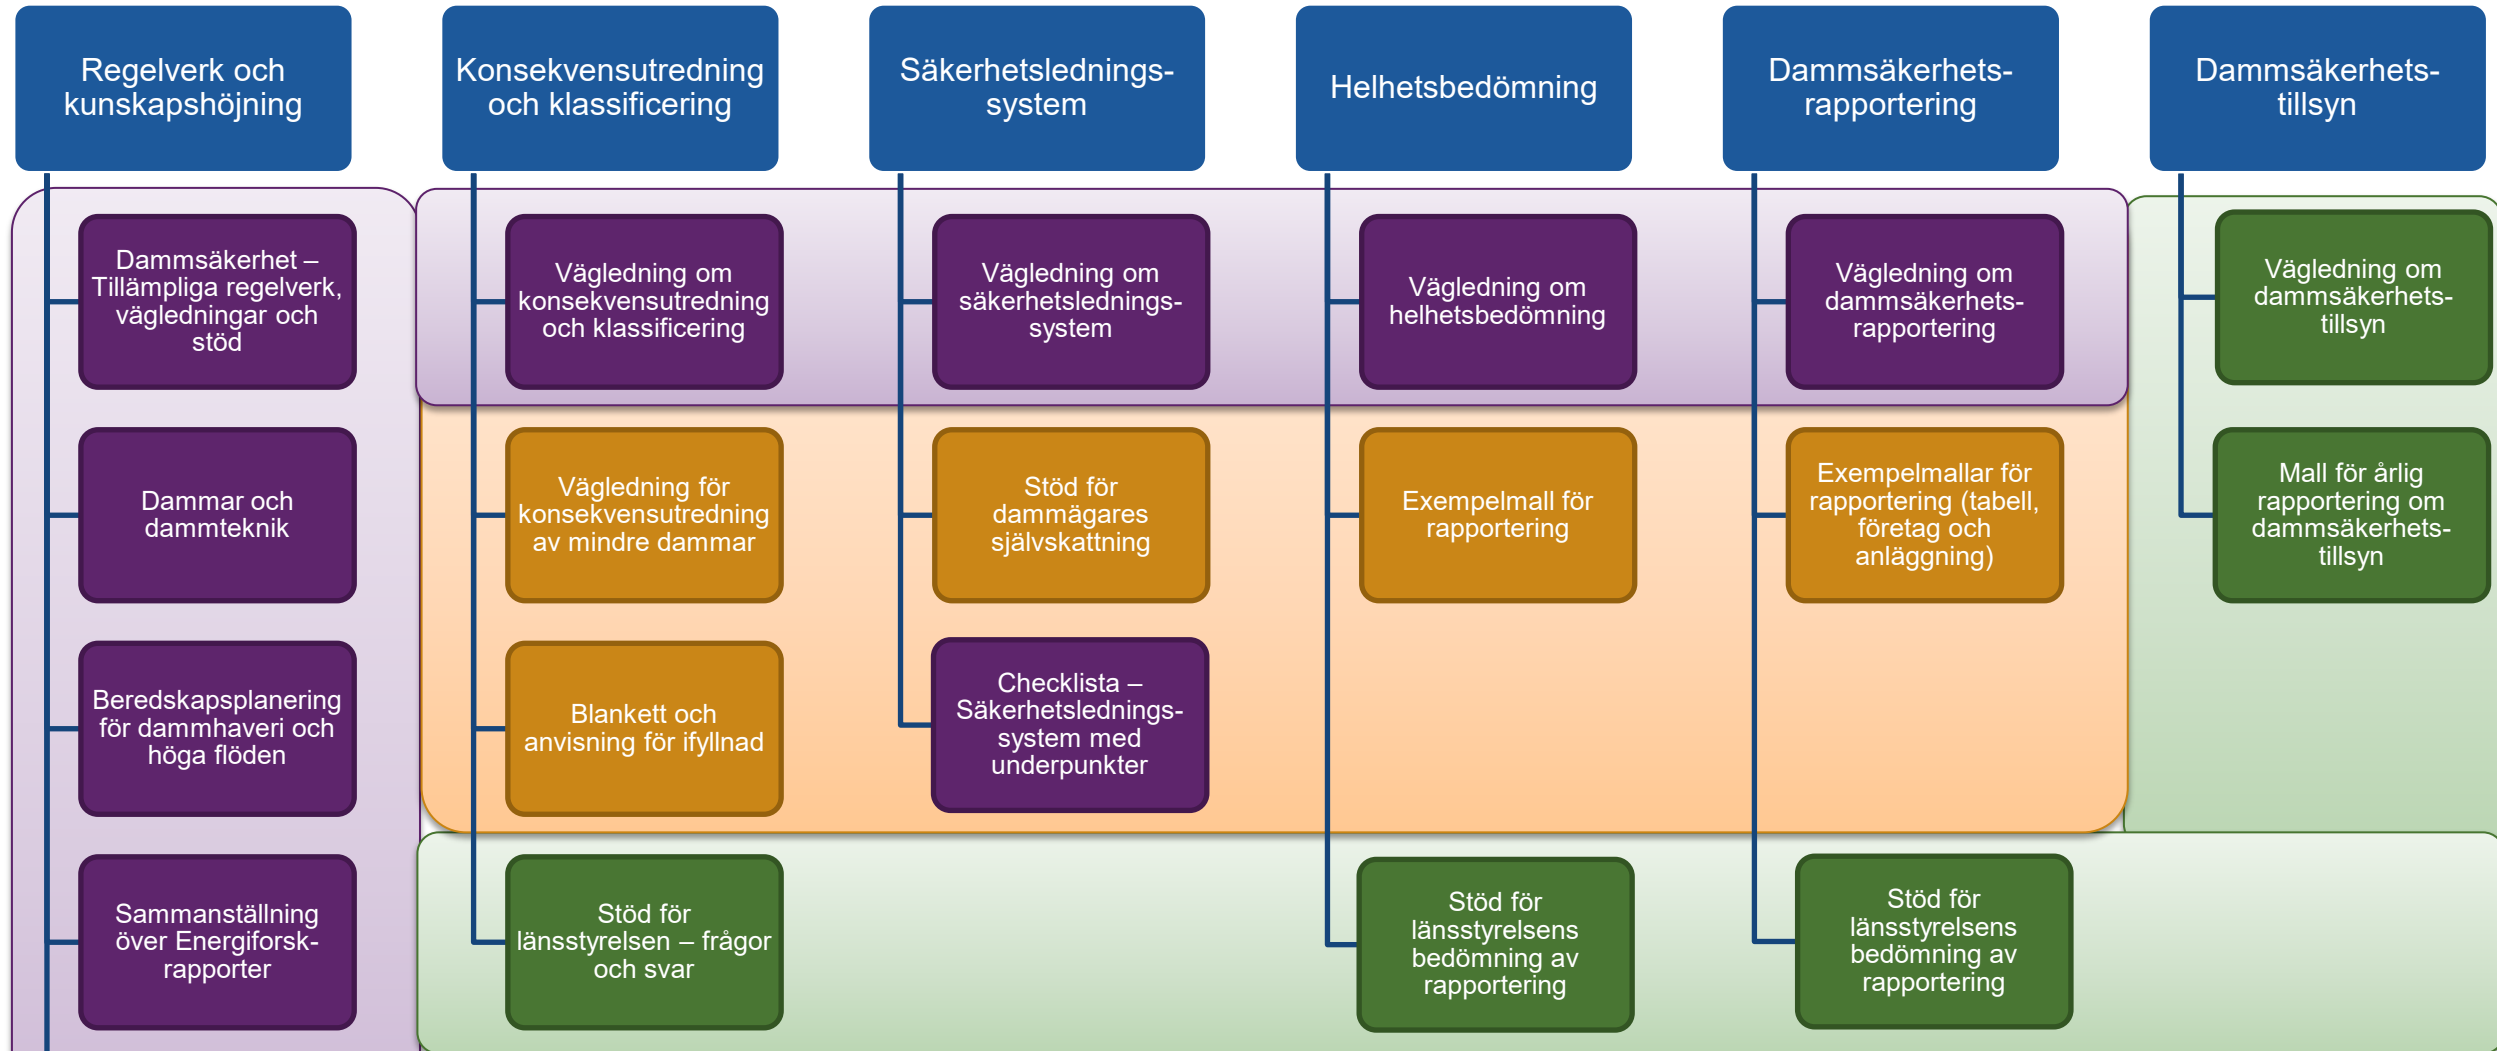 Regelverk och
kunskapshöjning
Konsekvensutredning
och klassificering
Säkerhetslednings-
system
Helhetsbedömning
Dammsäkerhets-
rapportering
Dammsäkerhets-
tillsyn
Dammsäkerhet –
Tillämpliga regelverk,
vägledningar och
stöd
Vägledning om
konsekvensutredning
och klassificering
Vägledning om
säkerhetslednings-
system
Vägledning om
helhetsbedömning
Vägledning om
dammsäkerhets-
rapportering
Vägledning om
dammsäkerhets-
tillsyn
Dammar och
dammteknik
Vägledning för
konsekvensutredning
av mindre dammar
Stöd för
dammägares
självskattning
Exempelmall för
rapportering
Exempelmallar för
rapportering (tabell,
företag och
anläggning)
Mall för årlig
rapportering om
dammsäkerhets-
tillsyn
Beredskapsplanering
för dammhaveri och
höga flöden
Blankett och
anvisning för ifyllnad
Checklista –
Säkerhetslednings-
system med
underpunkter
Sammanställning
över Energiforsk-
rapporter
Stöd för
länsstyrelsen – frågor
och svar
Stöd för
länsstyrelsens
bedömning av
rapportering
Stöd för
länsstyrelsens
bedömning av
rapportering